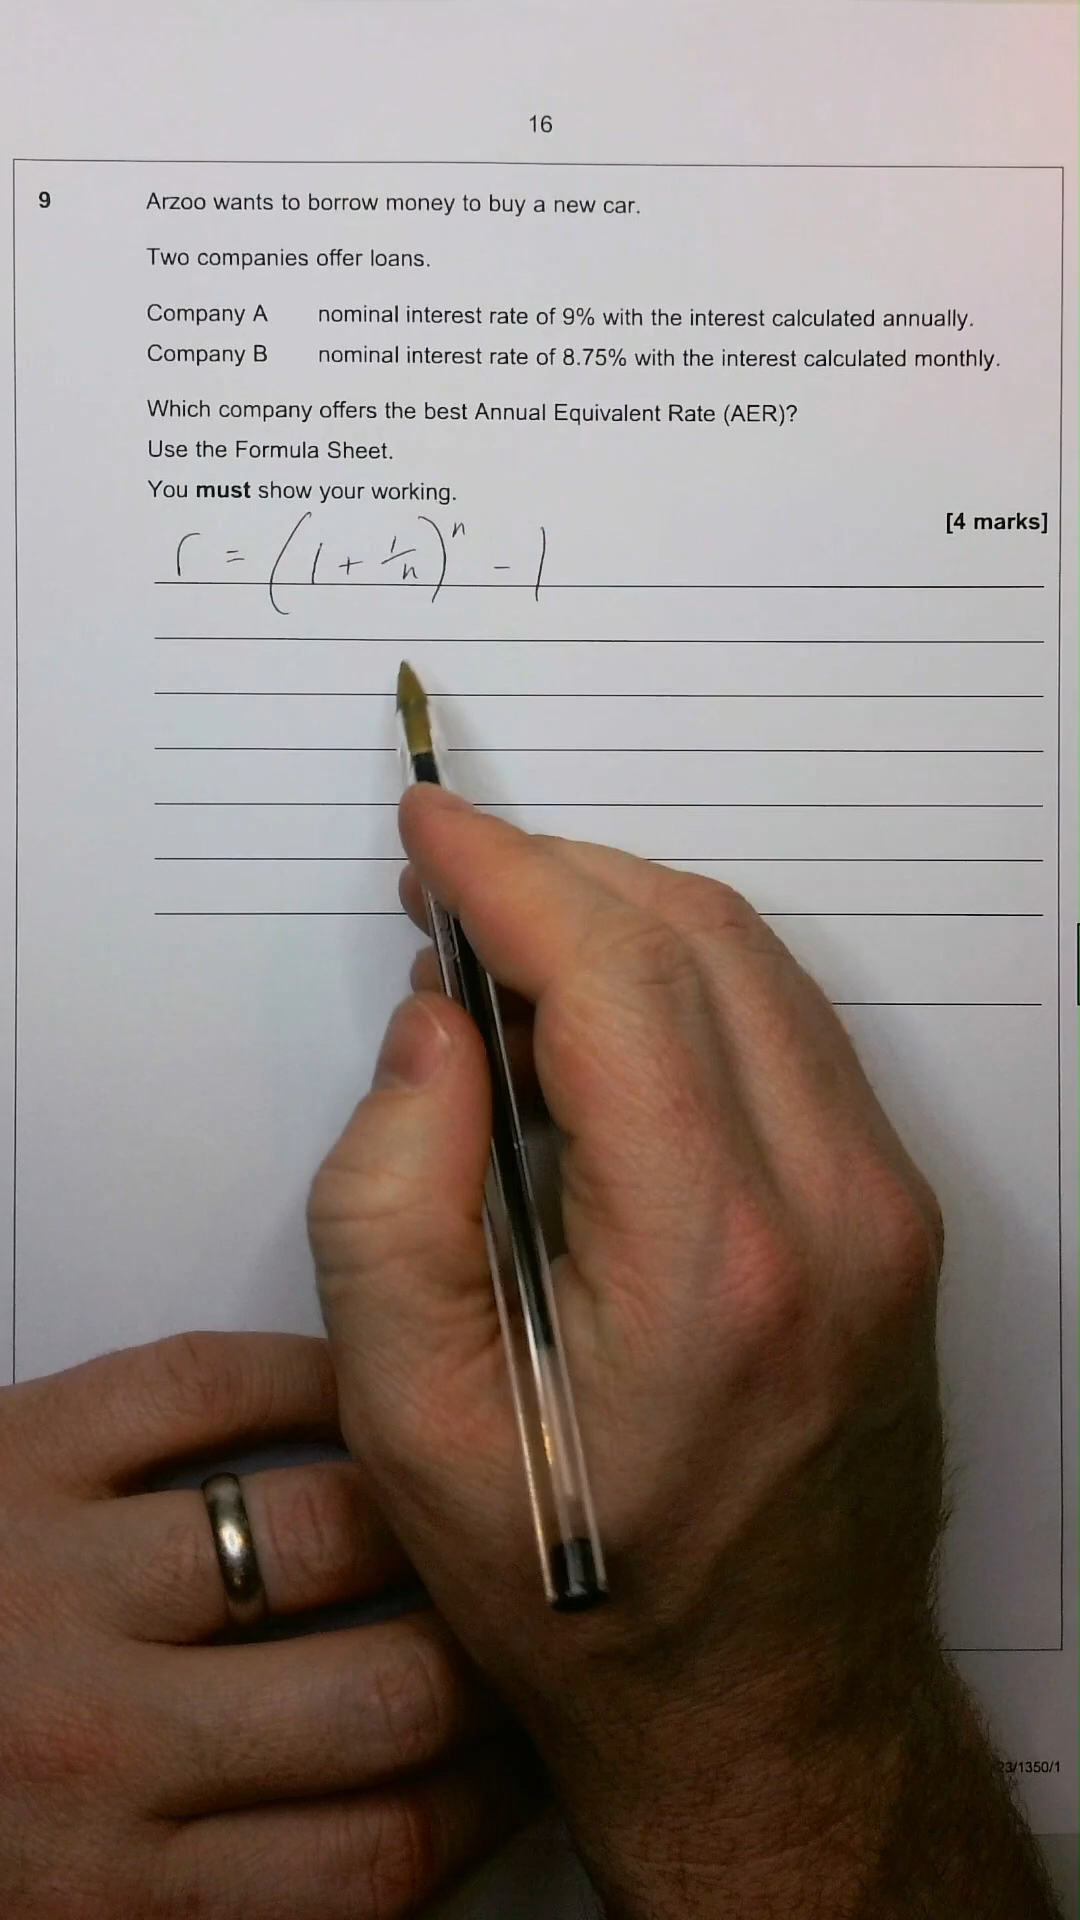 16
9 Arzoo wants to borrow money to buy a new car.
Two companies offer loans.
Company A nominal interest rate of 9% with the interest calculated annually.
Company B nominal interest rate of 8.75% with the interest calculated monthly.
Which company offers the best Annual Equivalent Rate (AER)?
Use the Formula Sheet.
You must show your working.
[4 marks]
r = (1 + 1/n)^n - 1
23/1350/1